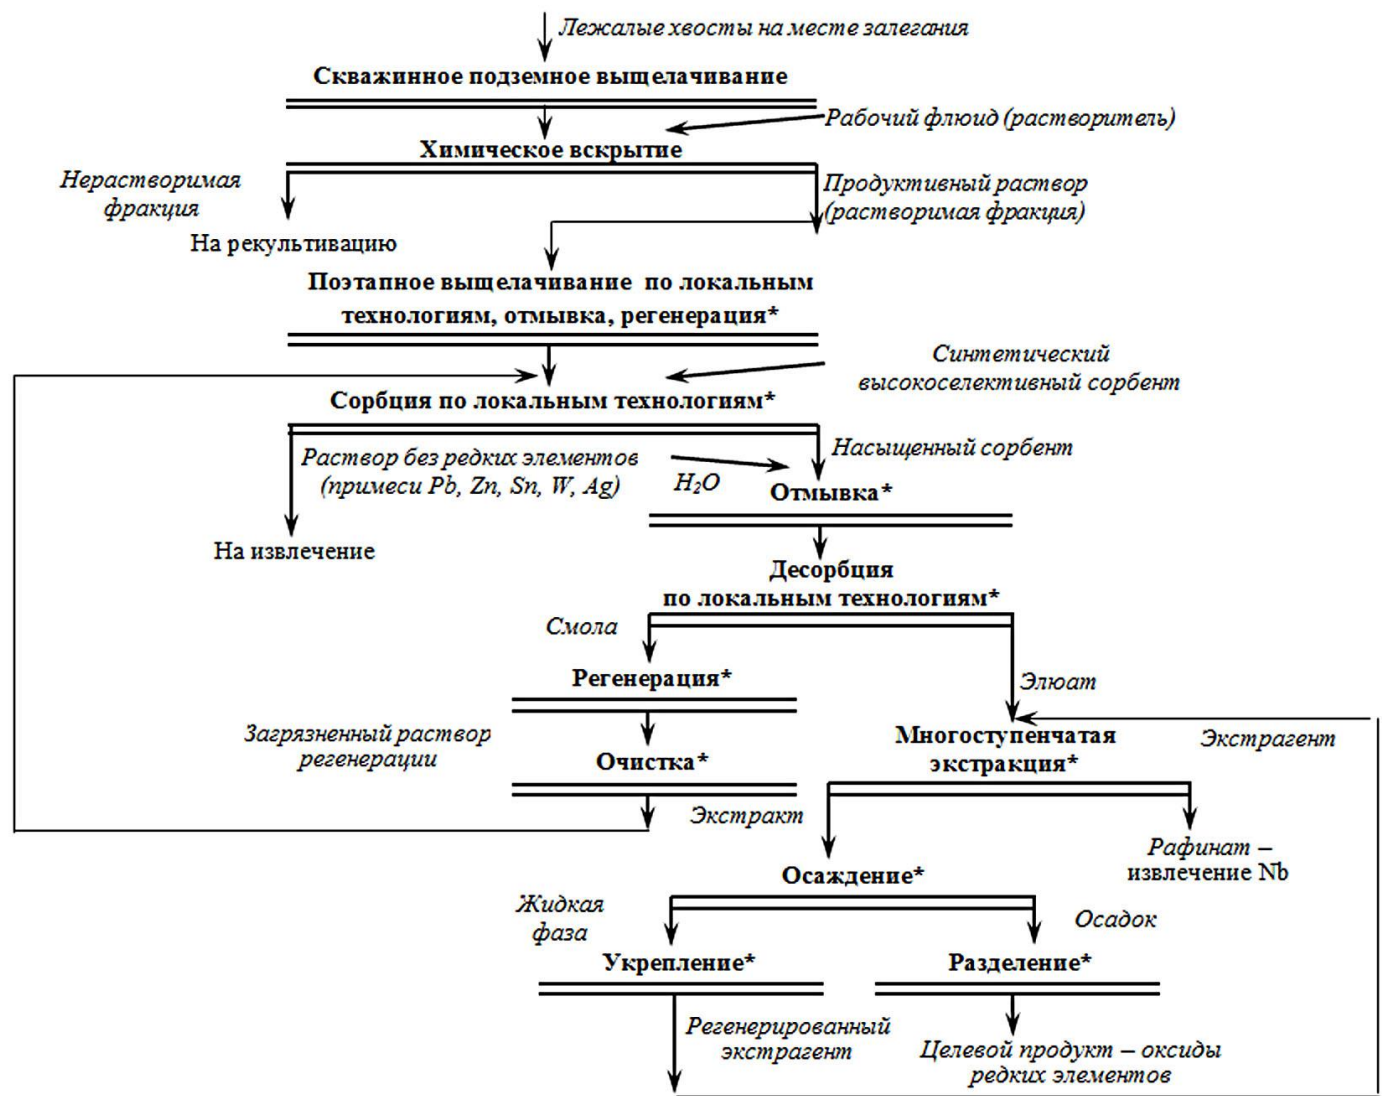 Лежалые хвосты на месте залегания
Скважинное подземное выщелачивание
Рабочий флюид (растворитель)
Химическое вскрытие
Нерастворимая
фракция
Продуктивный раствор
(растворимая фракция)
На рекультивацию
Поэтапное выщелачивание по локальным
технологиям, отмывка, регенерация*
Синтетический
высокоселективный сорбент
Сорбция по локальным технологиям*
Раствор без редких элементов
(примеси Pb, Zn, Sn, W, Ag)
H₂O
Насыщенный сорбент
Отмывка*
На извлечение
Десорбция
по локальным технологиям*
Смола
Регенерация*
Элюат
Загрязненный раствор
регенерации
Очистка*
Многоступенчатая
экстракция*
Экстрагент
Экстракт
Рафинат –
извлечение Nb
Осаждение*
Жидкая
фаза
Осадок
Укрепление*
Разделение*
Регенерированный
экстрагент
Целевой продукт – оксиды
редких элементов